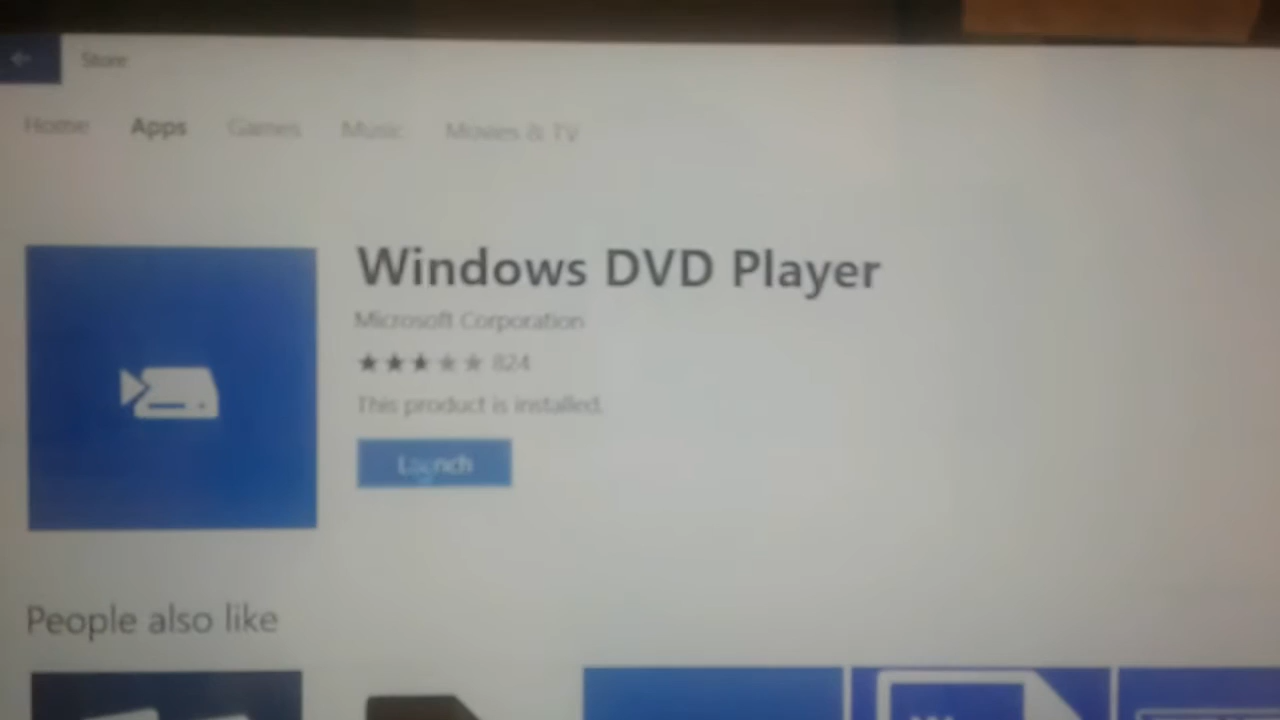 Store
Home Apps Games Music Movies & TV
Windows DVD Player
Microsoft Corporation
824
This product is installed.
Launch
People also like